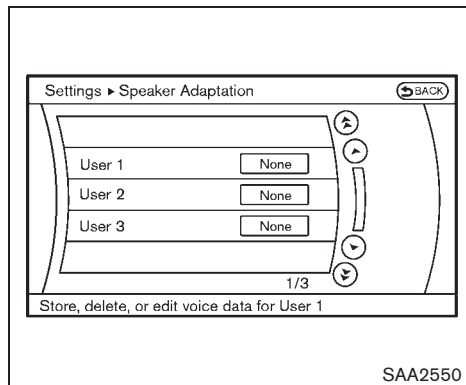 Settings ▸ Speaker Adaptation
BACK
User 1 None
User 2 None
User 3 None
1/3
Store, delete, or edit voice data for User 1
SAA2550